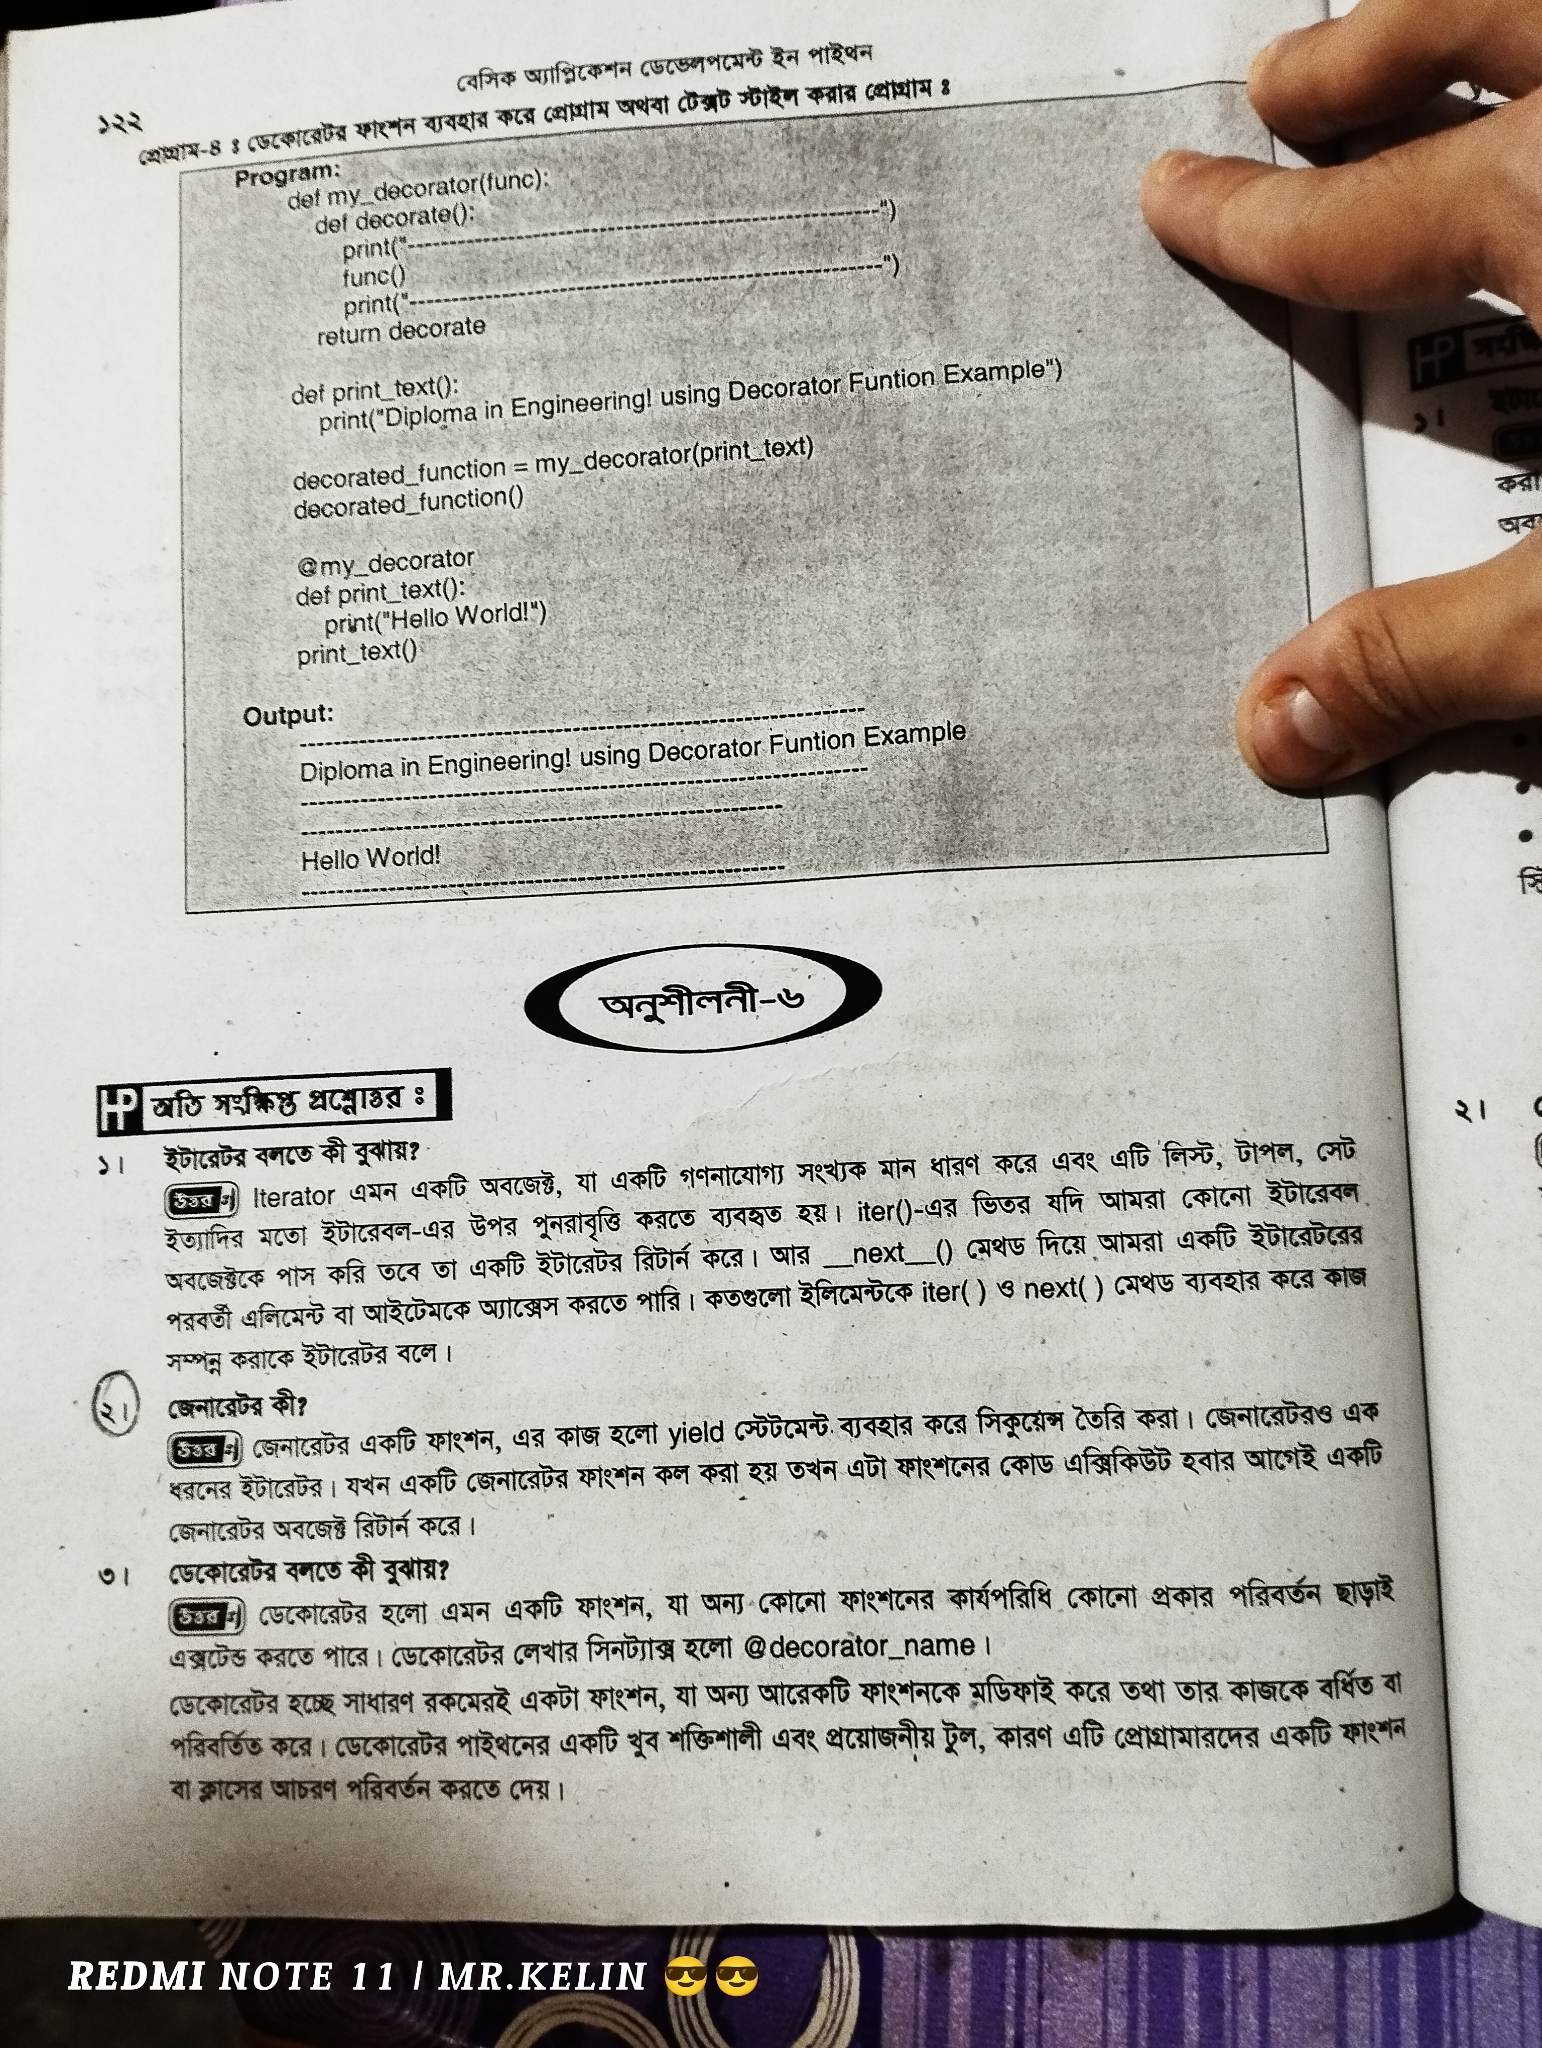 ১২২
বেসিক অ্যাপ্লিকেশন ডেভেলপমেন্ট ইন পাইথন
প্রোগ্রাম-৪ : ডেকোরেটর ফাংশন ব্যবহার করে প্রোগ্রাম অথবা টেক্সট স্টাইল করার প্রোগ্রাম :
Program:
def my_decorator(func):
def decorate():
print("--------------------------------------------------------")
func()
print("--------------------------------------------------------")
return decorate
def print_text():
print("Diploma in Engineering! using Decorator Funtion Example")
decorated_function = my_decorator(print_text)
decorated_function()
@my_decorator
def print_text():
print("Hello World!")
print_text()
Output:
--------------------------------------------------------
Diploma in Engineering! using Decorator Funtion Example
--------------------------------------------------------
--------------------------------------------------------
Hello World!
--------------------------------------------------------
অনুশীলনী-৬
HP অতি সংক্ষিপ্ত প্রশ্নোত্তর :
১। ইটারেটর বলতে কী বুঝায়?
উত্তর : Iterator এমন একটি অবজেক্ট, যা একটি গণনাযোগ্য সংখ্যক মান ধারণ করে এবং এটি লিস্ট, টাপল, সেট
ইত্যাদির মতো ইটারেবল-এর উপর পুনরাবৃত্তি করতে ব্যবহৃত হয়। iter()-এর ভিতর যদি আমরা কোনো ইটারেবল
অবজেক্টকে পাস করি তবে তা একটি ইটারেটর রিটার্ন করে। আর __next__() মেথড দিয়ে আমরা একটি ইটারেটরের
পরবর্তী এলিমেন্ট বা আইটেমকে অ্যাক্সেস করতে পারি। কতগুলো ইলিমেন্টকে iter( ) ও next( ) মেথড ব্যবহার করে কাজ
সম্পন্ন করাকে ইটারেটর বলে।
২। জেনারেটর কী?
উত্তর : জেনারেটর একটি ফাংশন, এর কাজ হলো yield স্টেটমেন্ট ব্যবহার করে সিকুয়েন্স তৈরি করা। জেনারেটরও এক
ধরনের ইটারেটর। যখন একটি জেনারেটর ফাংশন কল করা হয় তখন এটা ফাংশনের কোড এক্সিকিউট হবার আগেই একটি
জেনারেটর অবজেক্ট রিটার্ন করে।
৩। ডেকোরেটর বলতে কী বুঝায়?
উত্তর : ডেকোরেটর হলো এমন একটি ফাংশন, যা অন্য কোনো ফাংশনের কার্যপরিধি কোনো প্রকার পরিবর্তন ছাড়াই
এক্সটেন্ড করতে পারে। ডেকোরেটর লেখার সিনট্যাক্স হলো @decorator_name।
ডেকোরেটর হচ্ছে সাধারণ রকমেরই একটা ফাংশন, যা অন্য আরেকটি ফাংশনকে মডিফাই করে তথা তার কাজকে বর্ধিত বা
পরিবর্তিত করে। ডেকোরেটর পাইথনের একটি খুব শক্তিশালী এবং প্রয়োজনীয় টুল, কারণ এটি প্রোগ্রামারদের একটি ফাংশন
বা ক্লাসের আচরণ পরিবর্তন করতে দেয়।
HP
১।
করা
২।
REDMI NOTE 11 | MR.KELIN 😎😎